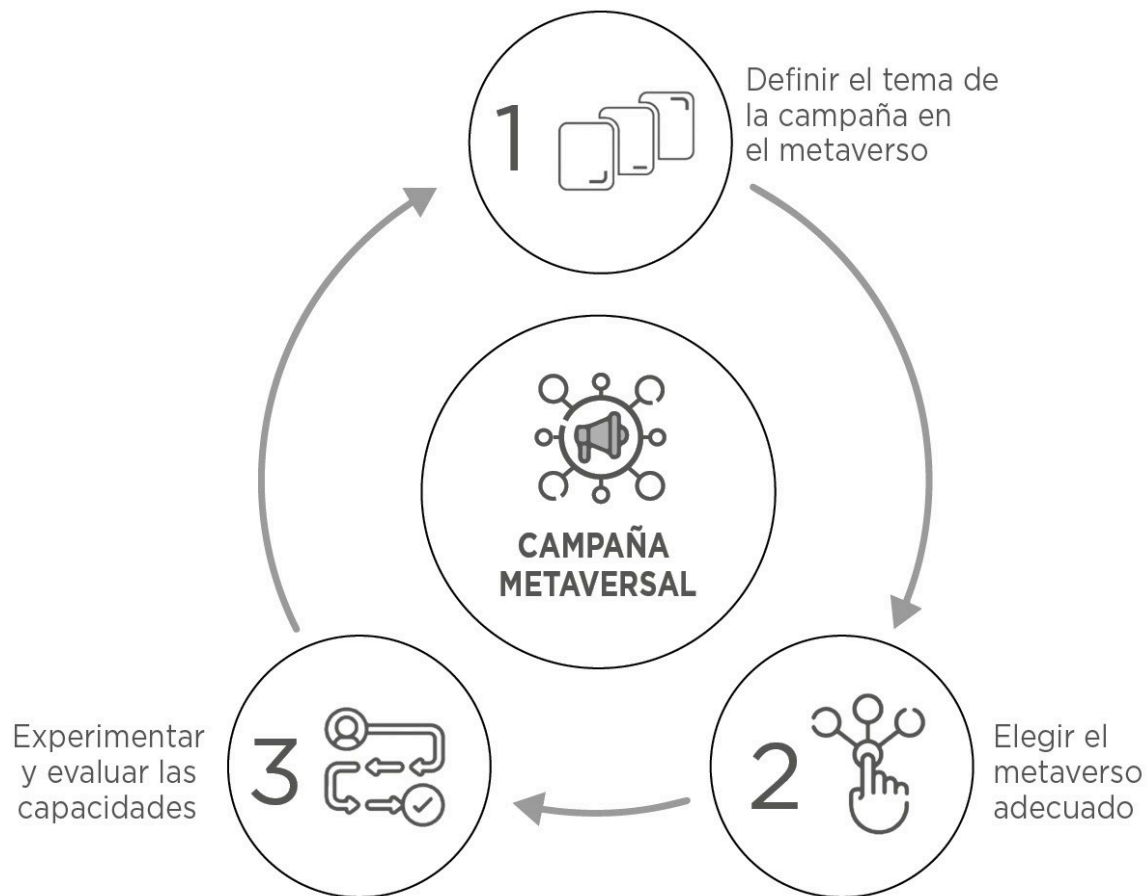 1
Definir el tema de
la campaña en
el metaverso
CAMPAÑA
METAVERSAL
2
Elegir el
metaverso
adecuado
3
Experimentar
y evaluar las
capacidades